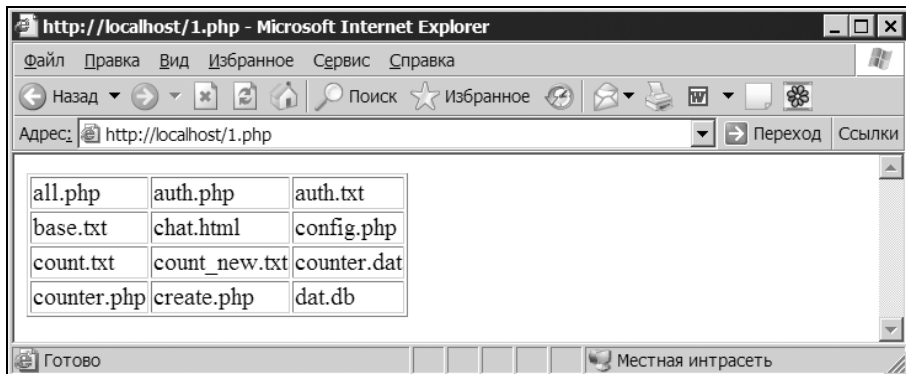 http://localhost/1.php - Microsoft Internet Explorer
Файл Правка Вид Избранное Сервис Справка
Назад Поиск Избранное W
Адрес: http://localhost/1.php Переход Ссылки
all.php auth.php auth.txt
base.txt chat.html config.php
count.txt count_new.txt counter.dat
counter.php create.php dat.db
Готово Местная интрасеть